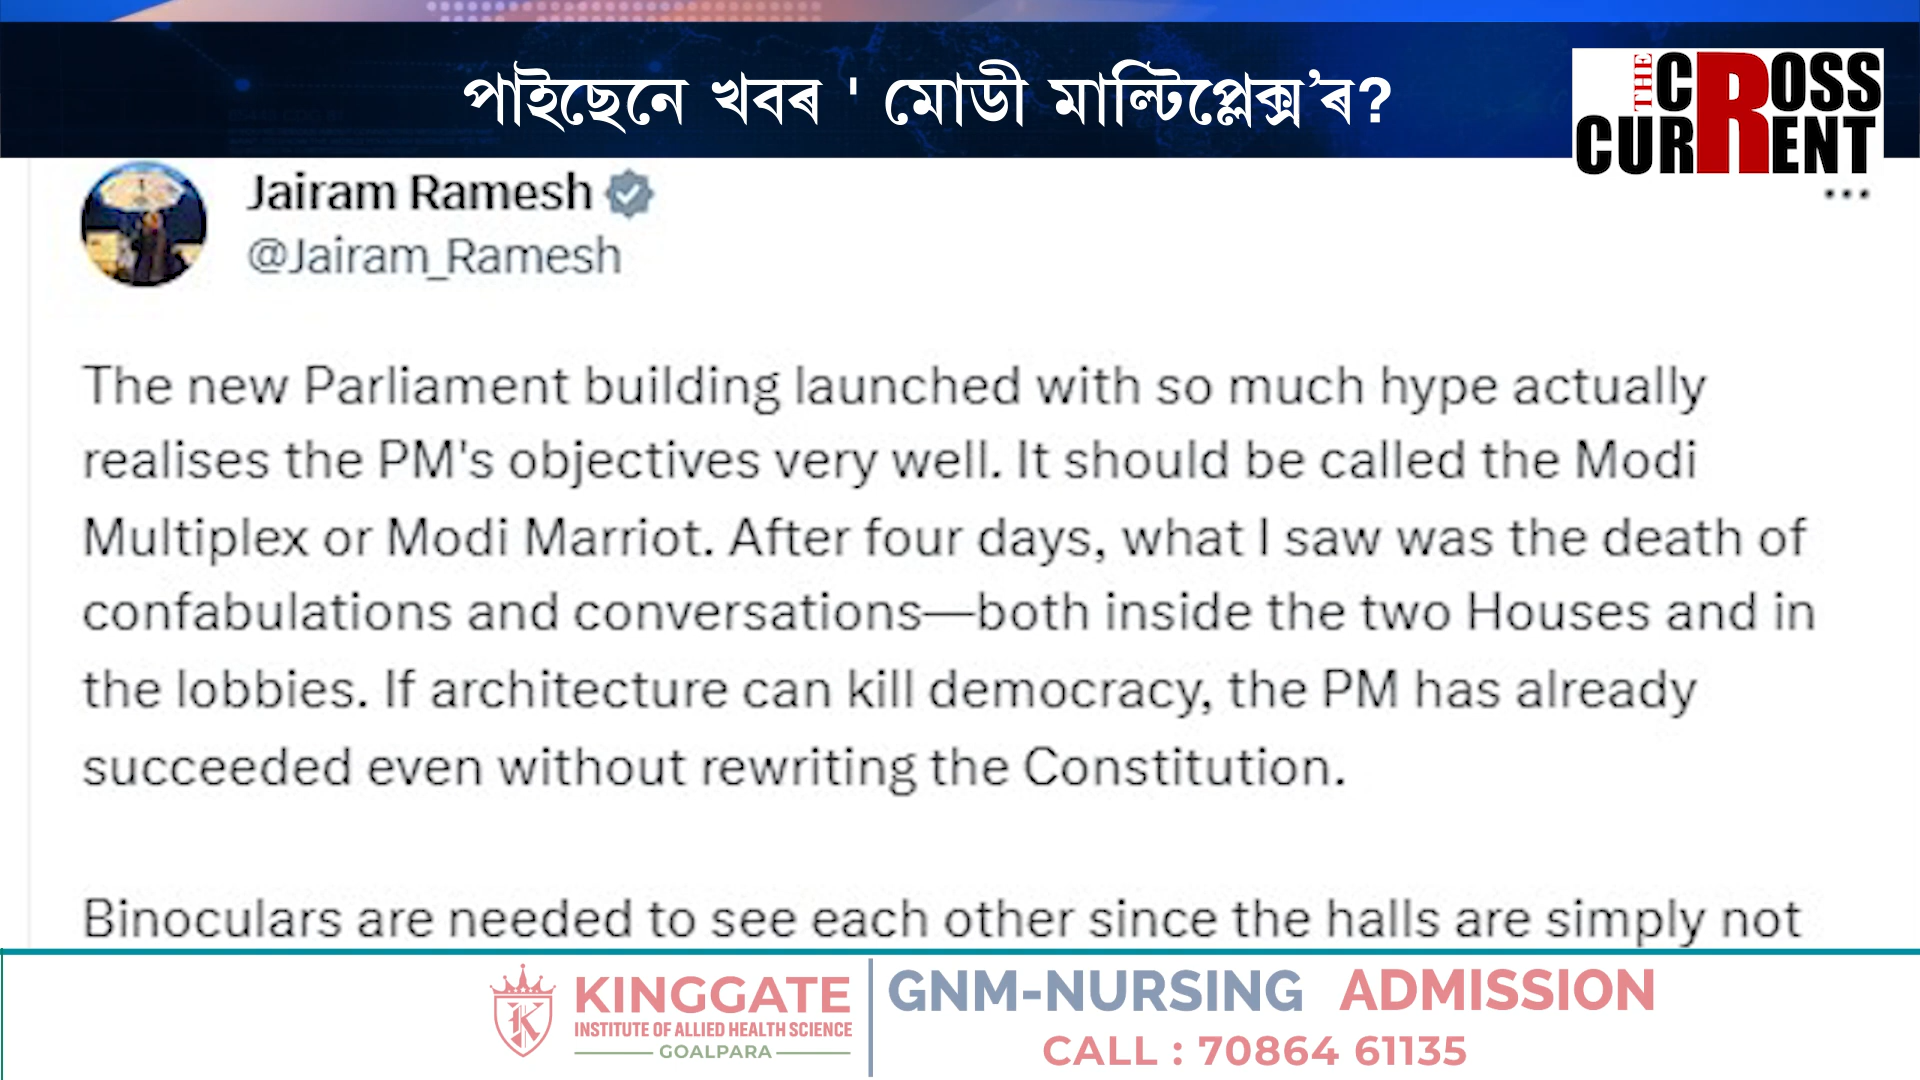 পাইছেনে খবৰ ' মোডী মাল্টিপ্লেক্স’ৰ?
THE CROSS
CURRENT
Jairam Ramesh
@Jairam_Ramesh
The new Parliament building launched with so much hype actually
realises the PM's objectives very well. It should be called the Modi
Multiplex or Modi Marriot. After four days, what I saw was the death of
confabulations and conversations—both inside the two Houses and in
the lobbies. If architecture can kill democracy, the PM has already
succeeded even without rewriting the Constitution.
Binoculars are needed to see each other since the halls are simply not
KINGGATE
INSTITUTE OF ALLIED HEALTH SCIENCE
GOALPARA
GNM-NURSING ADMISSION
CALL : 70864 61135